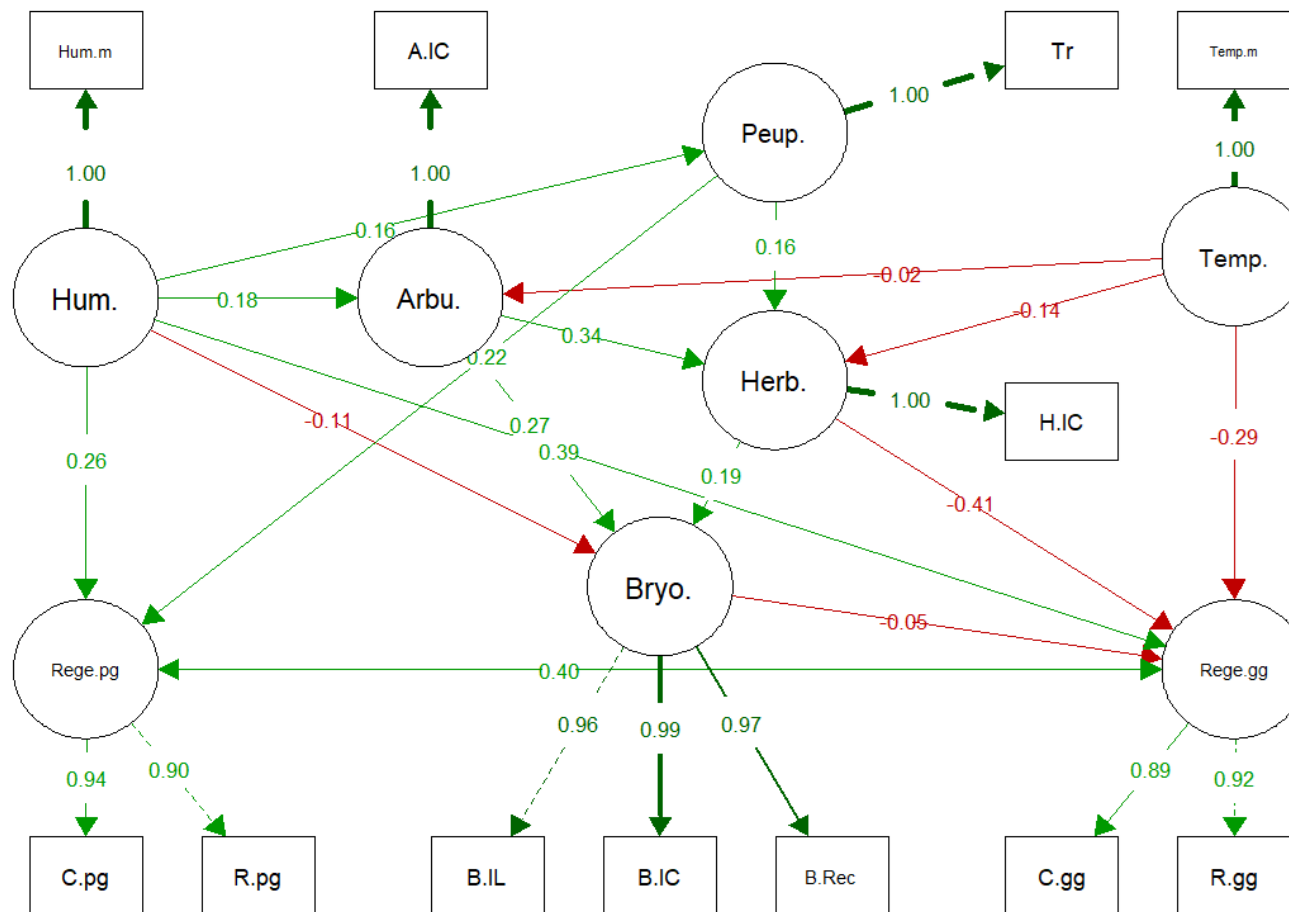 Hum.m
A.IC
Tr
Temp.m
1.00
Peup.
1.00
1.00
1.00
0.16
0.16
Temp.
-0.02
Hum.
0.18
Arbu.
-0.14
0.34
0.22
Herb.
1.00
H.IC
-0.11
0.27
0.39
-0.29
0.26
0.19
-0.41
Bryo.
-0.05
Rege.pg
0.40
Rege.gg
0.96
0.99
0.97
0.94
0.90
0.89
0.92
C.pg
R.pg
B.IL
B.IC
B.Rec
C.gg
R.gg